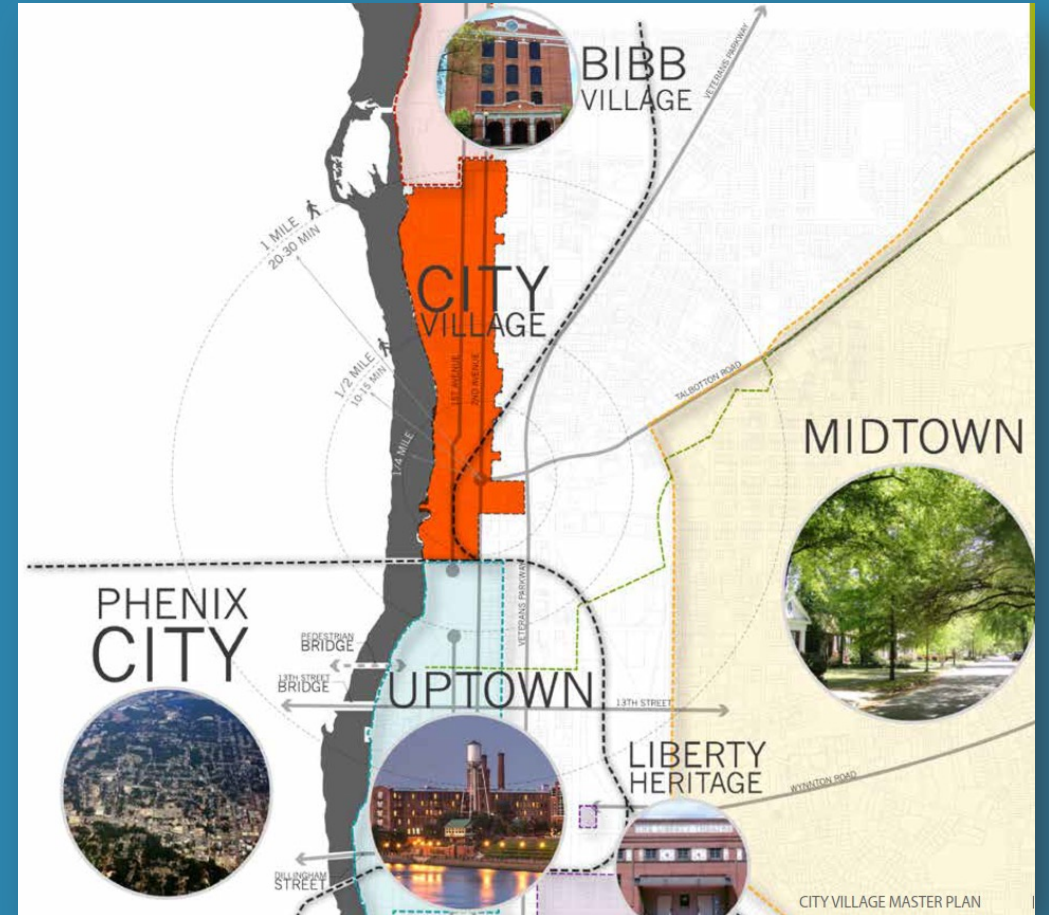 BIBB
VILLAGE
VETERANS PARKWAY
1 MILE
20-30 MIN
CITY
VILLAGE
1/2 MILE
10-15 MIN
1ST AVENUE
2ND AVENUE
TALBOTTON ROAD
1/4 MILE
MIDTOWN
PHENIX
CITY
VETERANS PARKWAY
PEDESTRIAN
BRIDGE
13TH STREET
BRIDGE
UPTOWN
13TH STREET
LIBERTY
HERITAGE
WYNNTON ROAD
DILLINGHAM
STREET
CITY VILLAGE MASTER PLAN